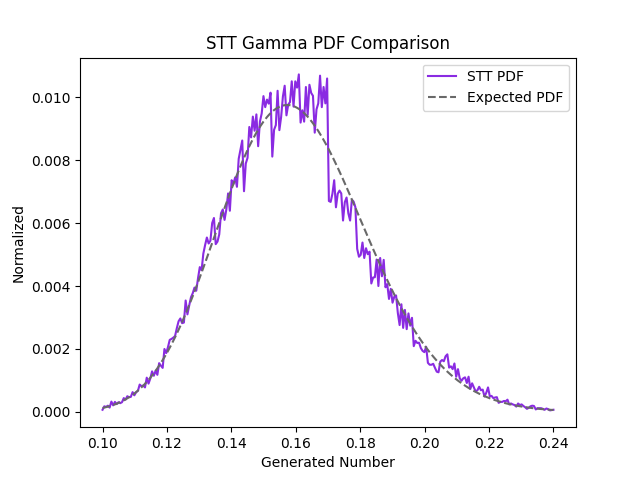 STT Gamma PDF Comparison
STT PDF
Expected PDF
Normalized
0.010
0.008
0.006
0.004
0.002
0.000
0.10 0.12 0.14 0.16 0.18 0.20 0.22 0.24
Generated Number